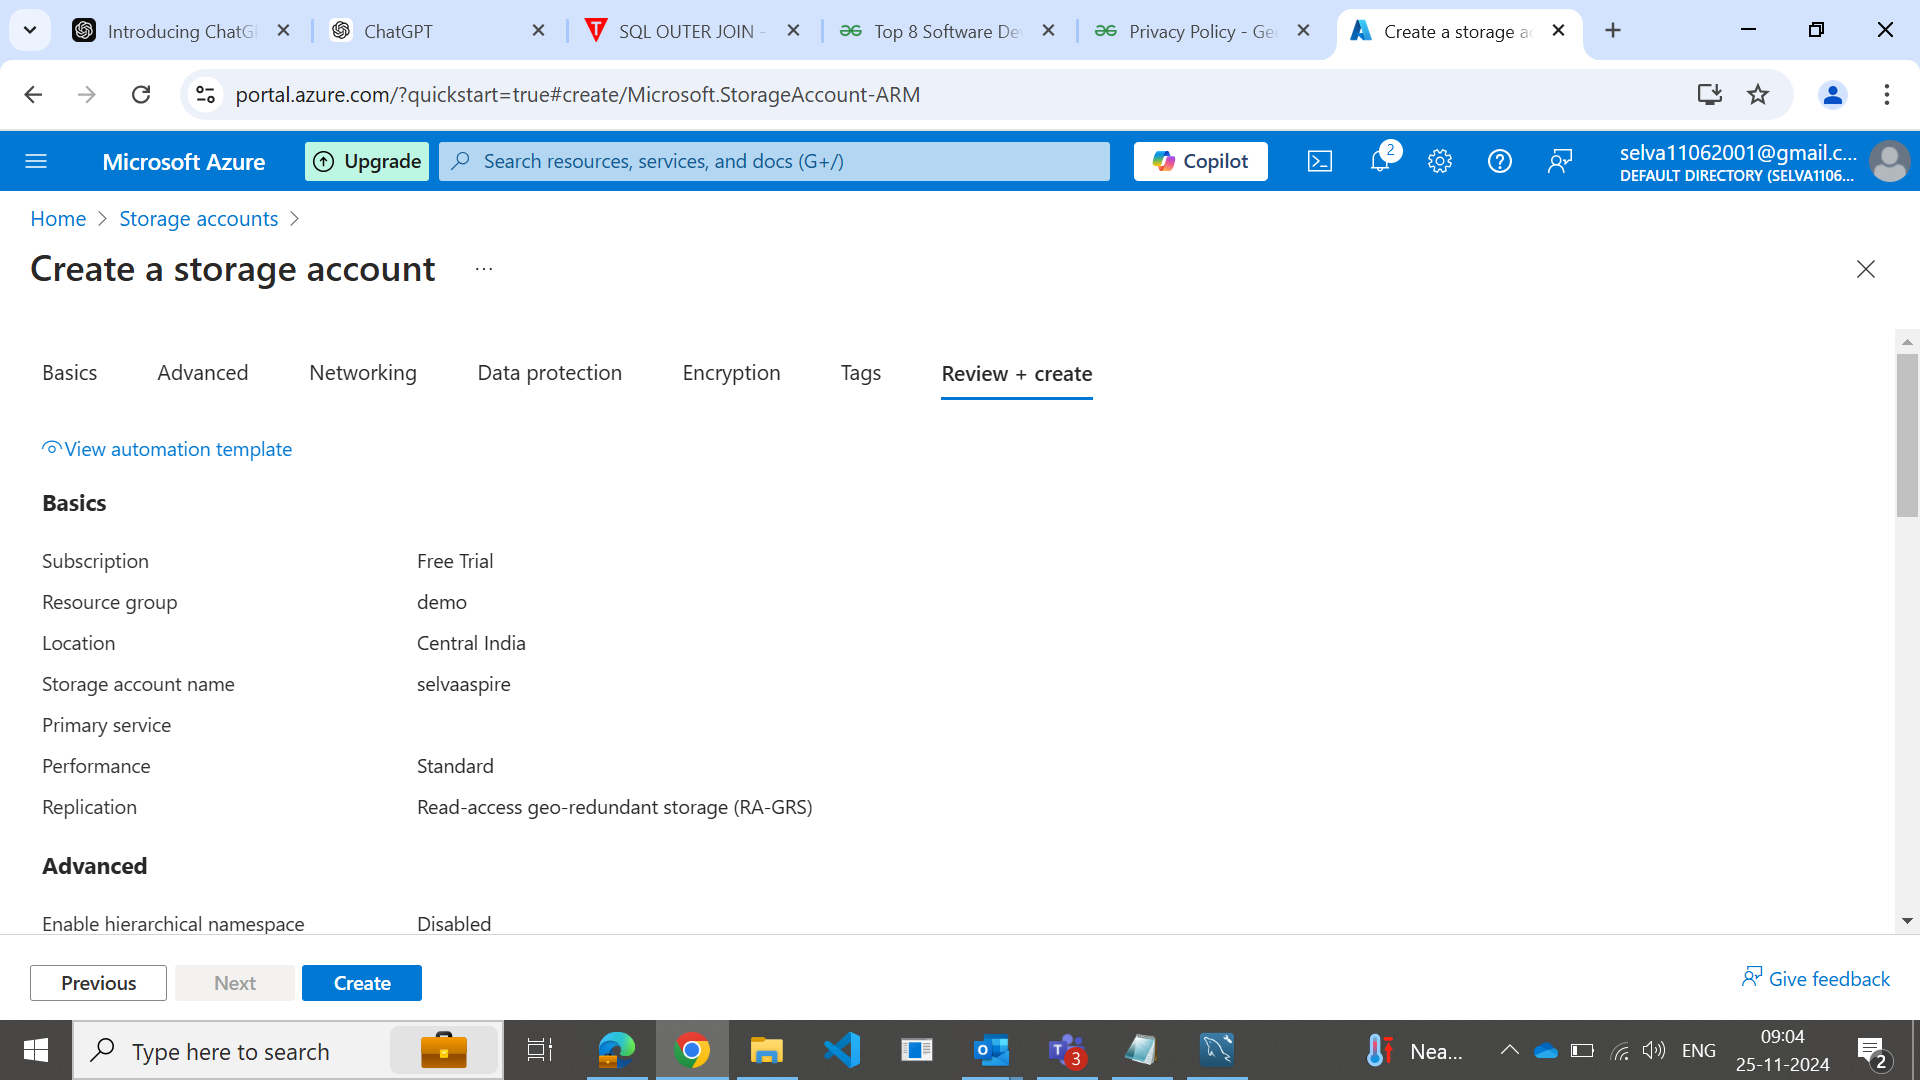 Introducing ChatG
ChatGPT
SQL OUTER JOIN -
Top 8 Software De
Privacy Policy - Ge
Create a storage a
portal.azure.com/?quickstart=true#create/Microsoft.StorageAccount-ARM
Microsoft Azure
Upgrade
Search resources, services, and docs (G+/)
Copilot
2
selva11062001@gmail.c...
DEFAULT DIRECTORY (SELVA1106...
Home
Storage accounts
Create a storage account
...
Basics
Advanced
Networking
Data protection
Encryption
Tags
Review + create
View automation template
Basics
Subscription Free Trial
Resource group demo
Location Central India
Storage account name selvaaspire
Primary service
Performance Standard
Replication Read-access geo-redundant storage (RA-GRS)
Advanced
Enable hierarchical namespace Disabled
Previous
Next
Create
Give feedback
Type here to search
3
Nea...
ENG
09:04
25-11-2024
2